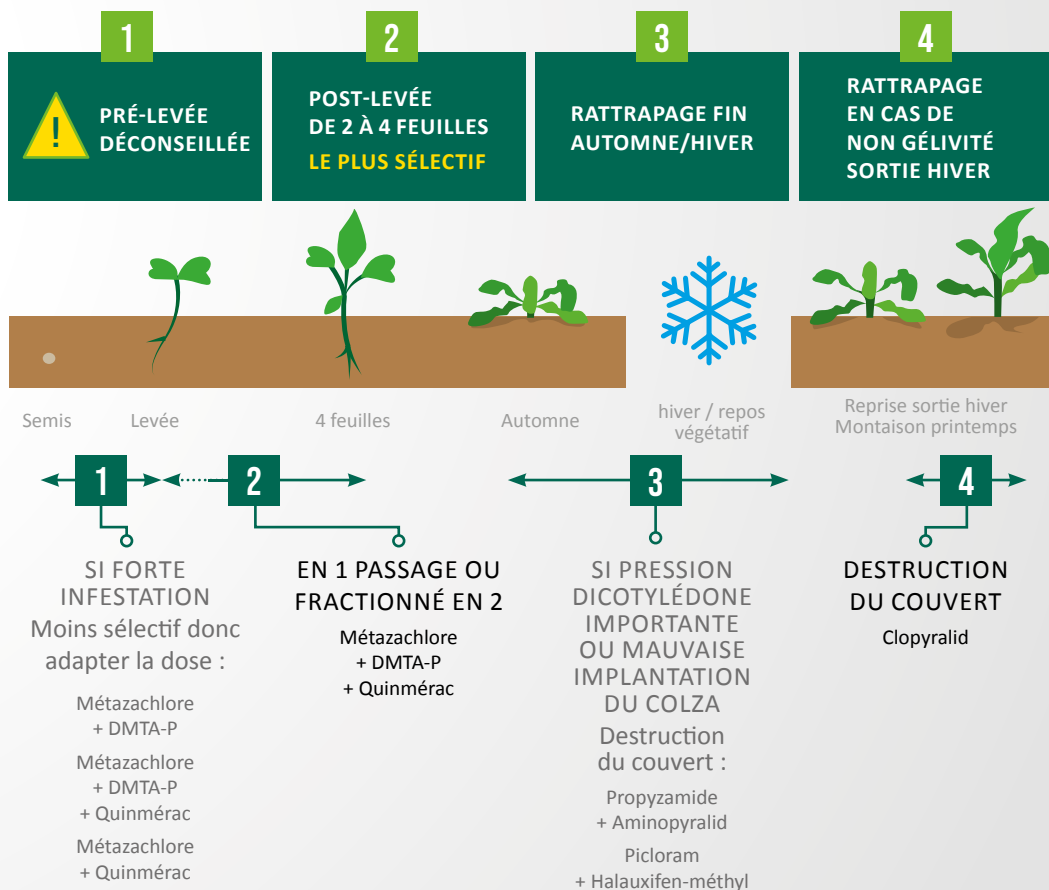 1
PRÉ-LEVÉE
DÉCONSEILLÉE
!
2
POST-LEVÉE
DE 2 À 4 FEUILLES
LE PLUS SÉLECTIF
3
RATTRAPAGE FIN
AUTOMNE/HIVER
4
RATTRAPAGE
EN CAS DE
NON GÉLIVITÉ
SORTIE HIVER
Semis
Levée
4 feuilles
Automne
hiver / repos
végétatif
Reprise sortie hiver
Montaison printemps
1
SI FORTE
INFESTATION
Moins sélectif donc
adapter la dose :
Métazachlore
+ DMTA-P
Métazachlore
+ DMTA-P
+ Quinmérac
Métazachlore
+ Quinmérac
2
EN 1 PASSAGE OU
FRACTIONNÉ EN 2
Métazachlore
+ DMTA-P
+ Quinmérac
3
SI PRESSION
DICOTYLÉDONE
IMPORTANTE
OU MAUVAISE
IMPLANTATION
DU COLZA
Destruction
du couvert :
Propyzamide
+ Aminopyralid
Picloram
+ Halauxifen-méthyl
4
DESTRUCTION
DU COUVERT
Clopyralid